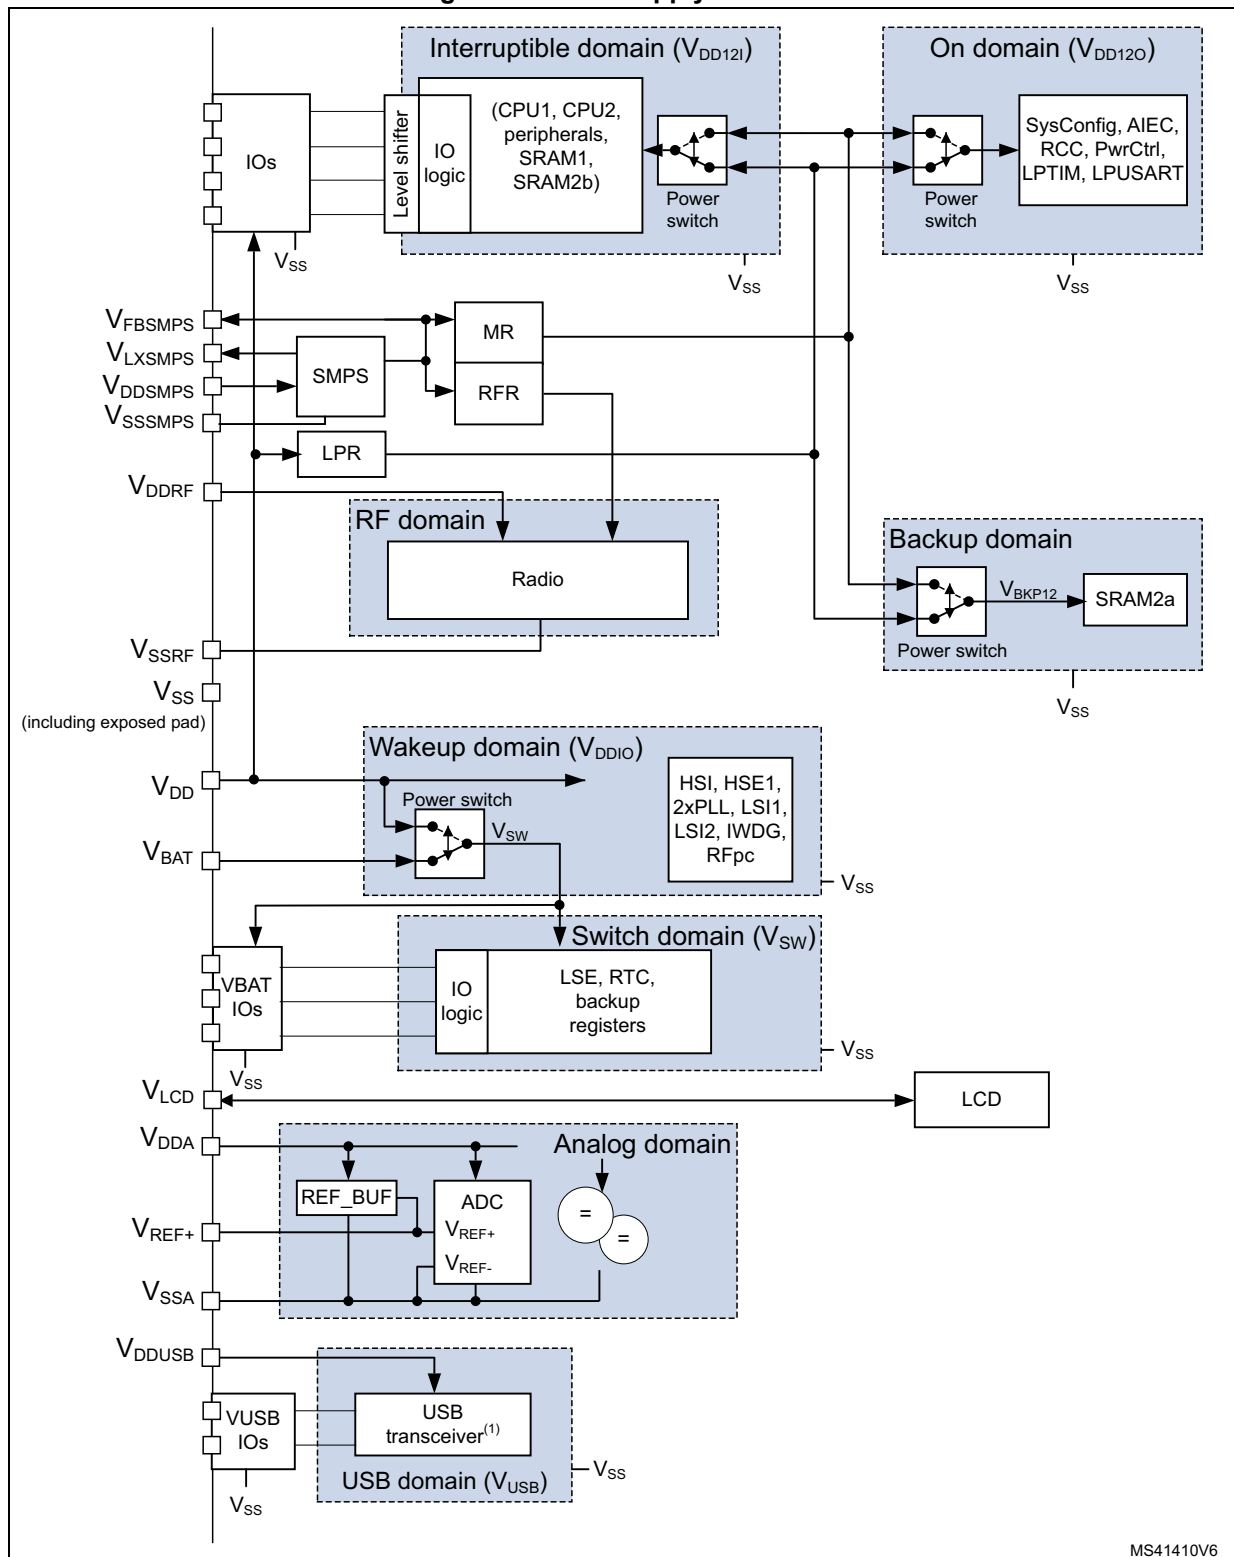 Interruptible domain (VDD12I)
On domain (VDD12O)
IOs
Level shifter
IO
logic
(CPU1, CPU2,
peripherals,
SRAM1,
SRAM2b)
Power
switch
Power
switch
SysConfig, AIEC,
RCC, PwrCtrl,
LPTIM, LPUSART
VSS
VSS
VSS
VFBSMPS
VLXSMPS
VDDSMPS
VSSSMPS
SMPS
MR
RFR
LPR
VDDRF
RF domain
Radio
Backup domain
VBKP12
SRAM2a
Power switch
VSS
VSSRF
VSS
(including exposed pad)
Wakeup domain (VDDIO)
VDD
Power switch
VSW
HSI, HSE1,
2xPLL, LSI1,
LSI2, IWDG,
RFpc
VBAT
VSS
Switch domain (VSW)
VBAT
IOs
IO
logic
LSE, RTC,
backup
registers
VSS
VSS
VLCD
LCD
VDDA
Analog domain
REF_BUF
ADC
VREF+
VREF-
=
=
VREF+
VSSA
VDDUSB
VUSB
IOs
USB
transceiver(1)
USB domain (VUSB)
VSS
VSS
MS41410V6